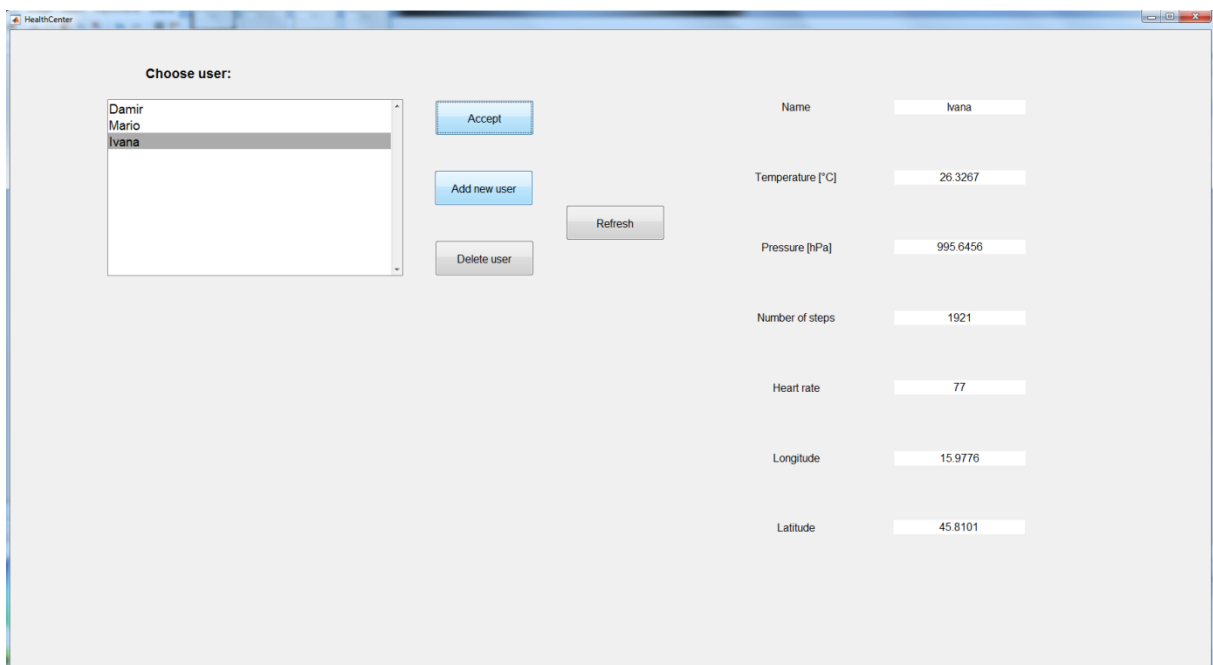 HealthCenter
Choose user:
Damir
Mario
Ivana
Accept
Add new user
Delete user
Refresh
Name Ivana
Temperature [°C] 26.3267
Pressure [hPa] 995.6456
Number of steps 1921
Heart rate 77
Longitude 15.9776
Latitude 45.8101